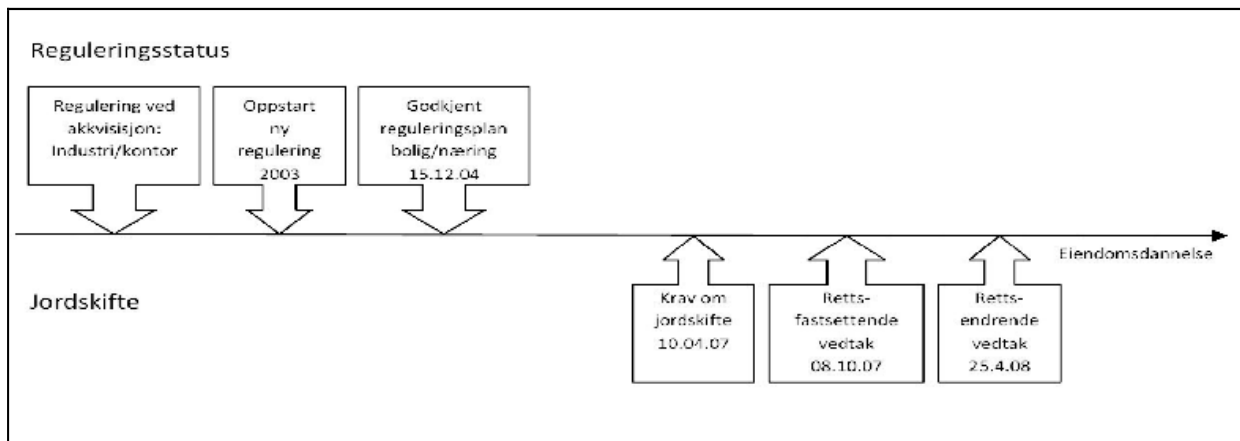 Reguleringsstatus
Regulering ved
akkvisisjon:
Industri/kontor
Oppstart
ny
regulering
2003
Godkjent
reguleringsplan
bolig/næring
15.12.04
Eiendomsdannelse
Jordskifte
Krav om
jordskifte
10.04.07
Retts-
fastsettende
vedtak
08.10.07
Retts-
endrende
vedtak
25.4.08